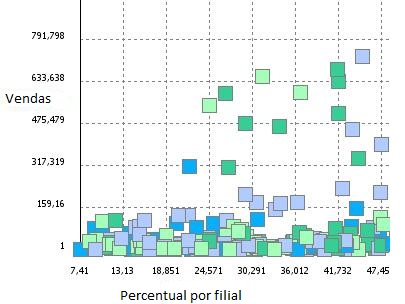 791,798
633,638
Vendas
475,479
317,319
159,16
1
7,41 13,13 18,851 24,571 30,291 36,012 41,732 47,45
Percentual por filial